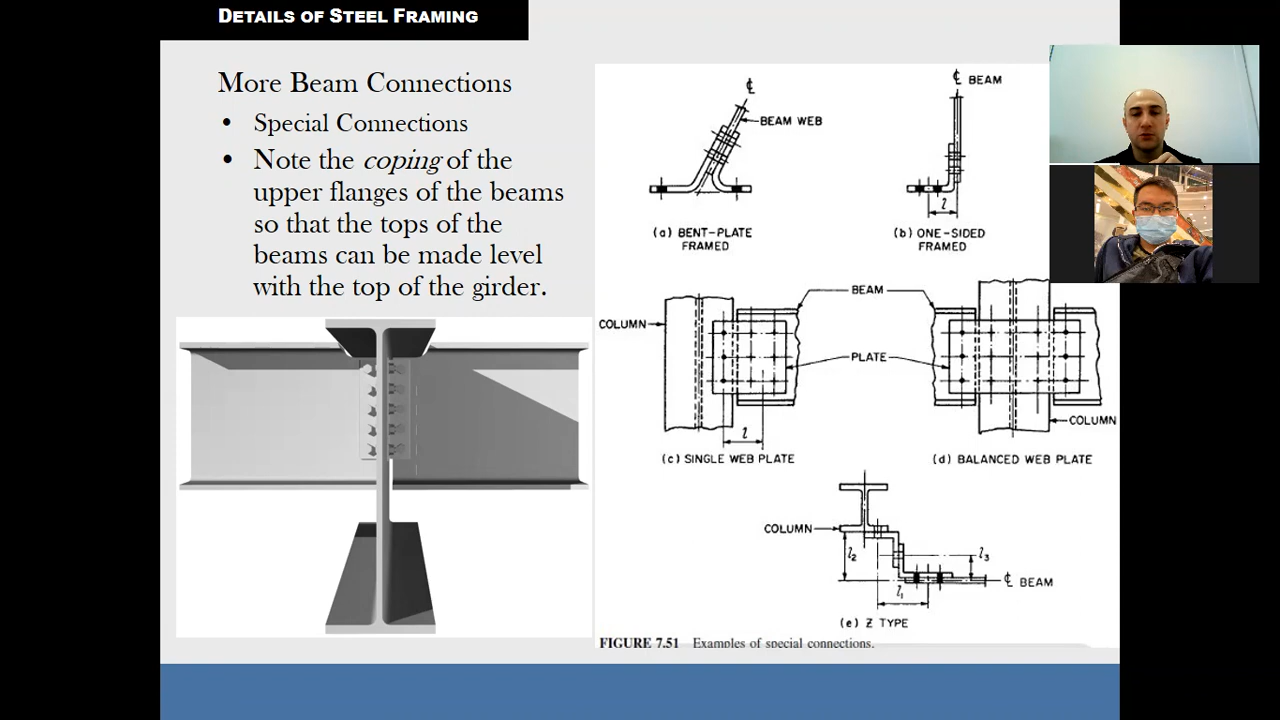 DETAILS OF STEEL FRAMING
More Beam Connections
• Special Connections
• Note the coping of the
upper flanges of the beams
so that the tops of the
beams can be made level
with the top of the girder.
℄
BEAM WEB
(a) BENT-PLATE
FRAMED
℄ BEAM
l
(b) ONE-SIDED
FRAMED
COLUMN
BEAM
PLATE
l
(c) SINGLE WEB PLATE
COLUMN
(d) BALANCED WEB PLATE
COLUMN
l2
l3
l1
℄ BEAM
(e) Z TYPE
FIGURE 7.51 Examples of special connections.